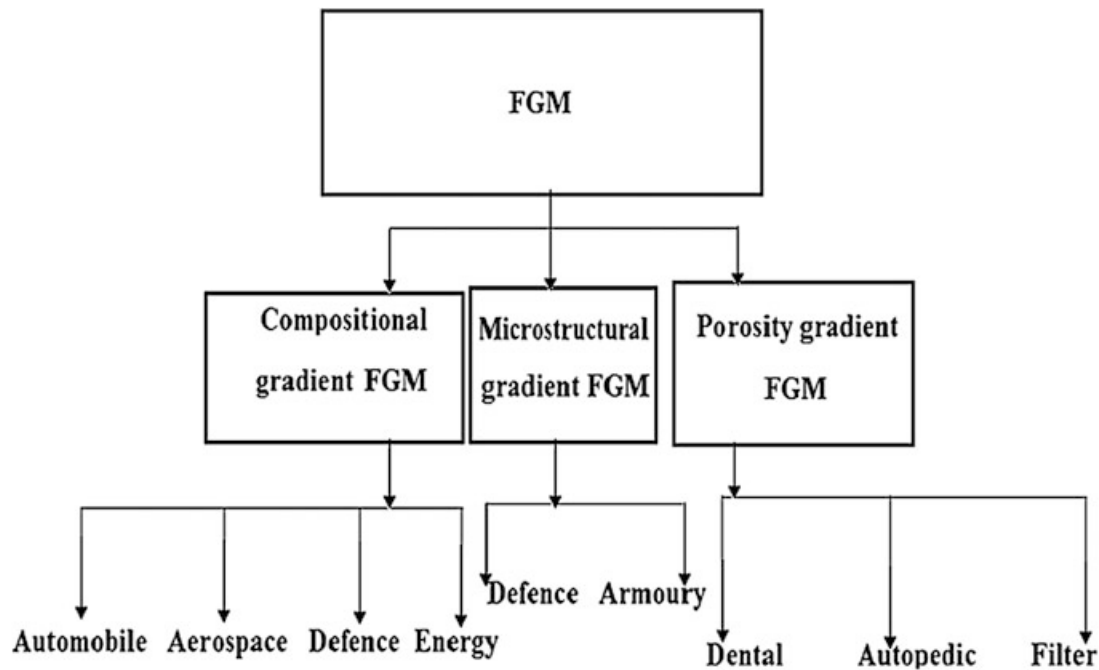 FGM
Compositional
gradient FGM
Microstructural
gradient FGM
Porosity gradient
FGM
Automobile Aerospace Defence Energy
Defence Armoury
Dental Autopedic Filter